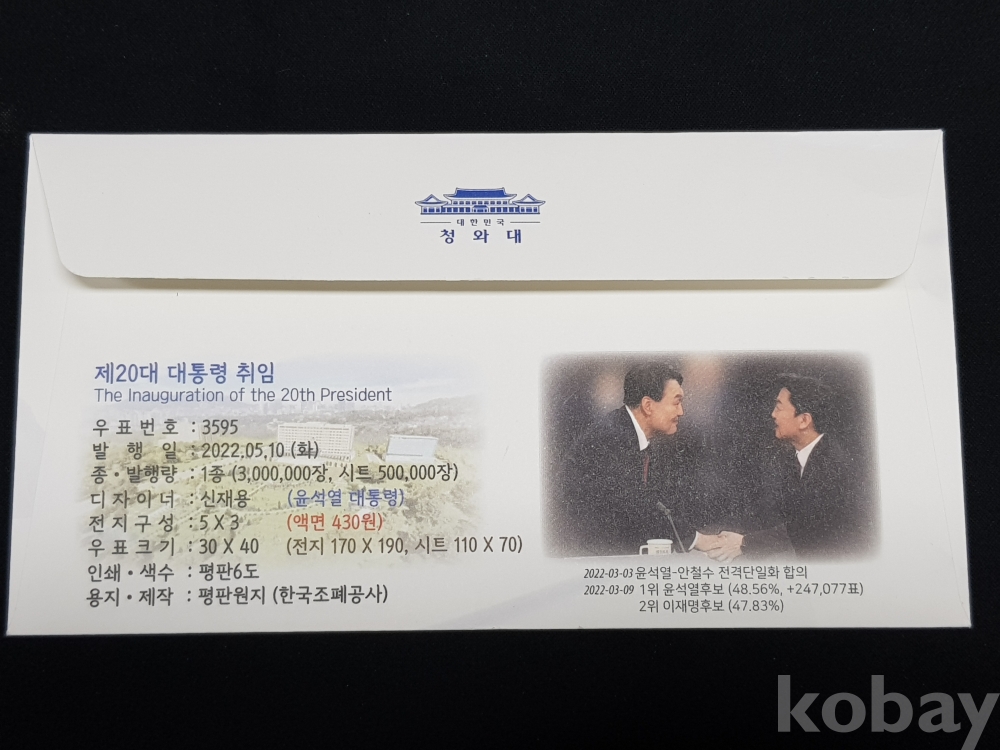 대한민국
청와대
제20대 대통령 취임
The Inauguration of the 20th President
우표번호 : 3595
발행일 : 2022.05.10 (화)
종·발행량 : 1종 (3,000,000장, 시트 500,000장)
디자이너 : 신재용 (윤석열 대통령)
전지구성 : 5 X 3 (액면 430원)
우표크기 : 30 X 40 (전지 170 X 190, 시트 110 X 70)
인쇄·색수 : 평판6도
용지·제작 : 평판원지 (한국조폐공사)
2022-03-03 윤석열-안철수 전격단일화 합의
2022-03-09 1위 윤석열후보 (48.56%, +247,077표)
2위 이재명후보 (47.83%)
kobay